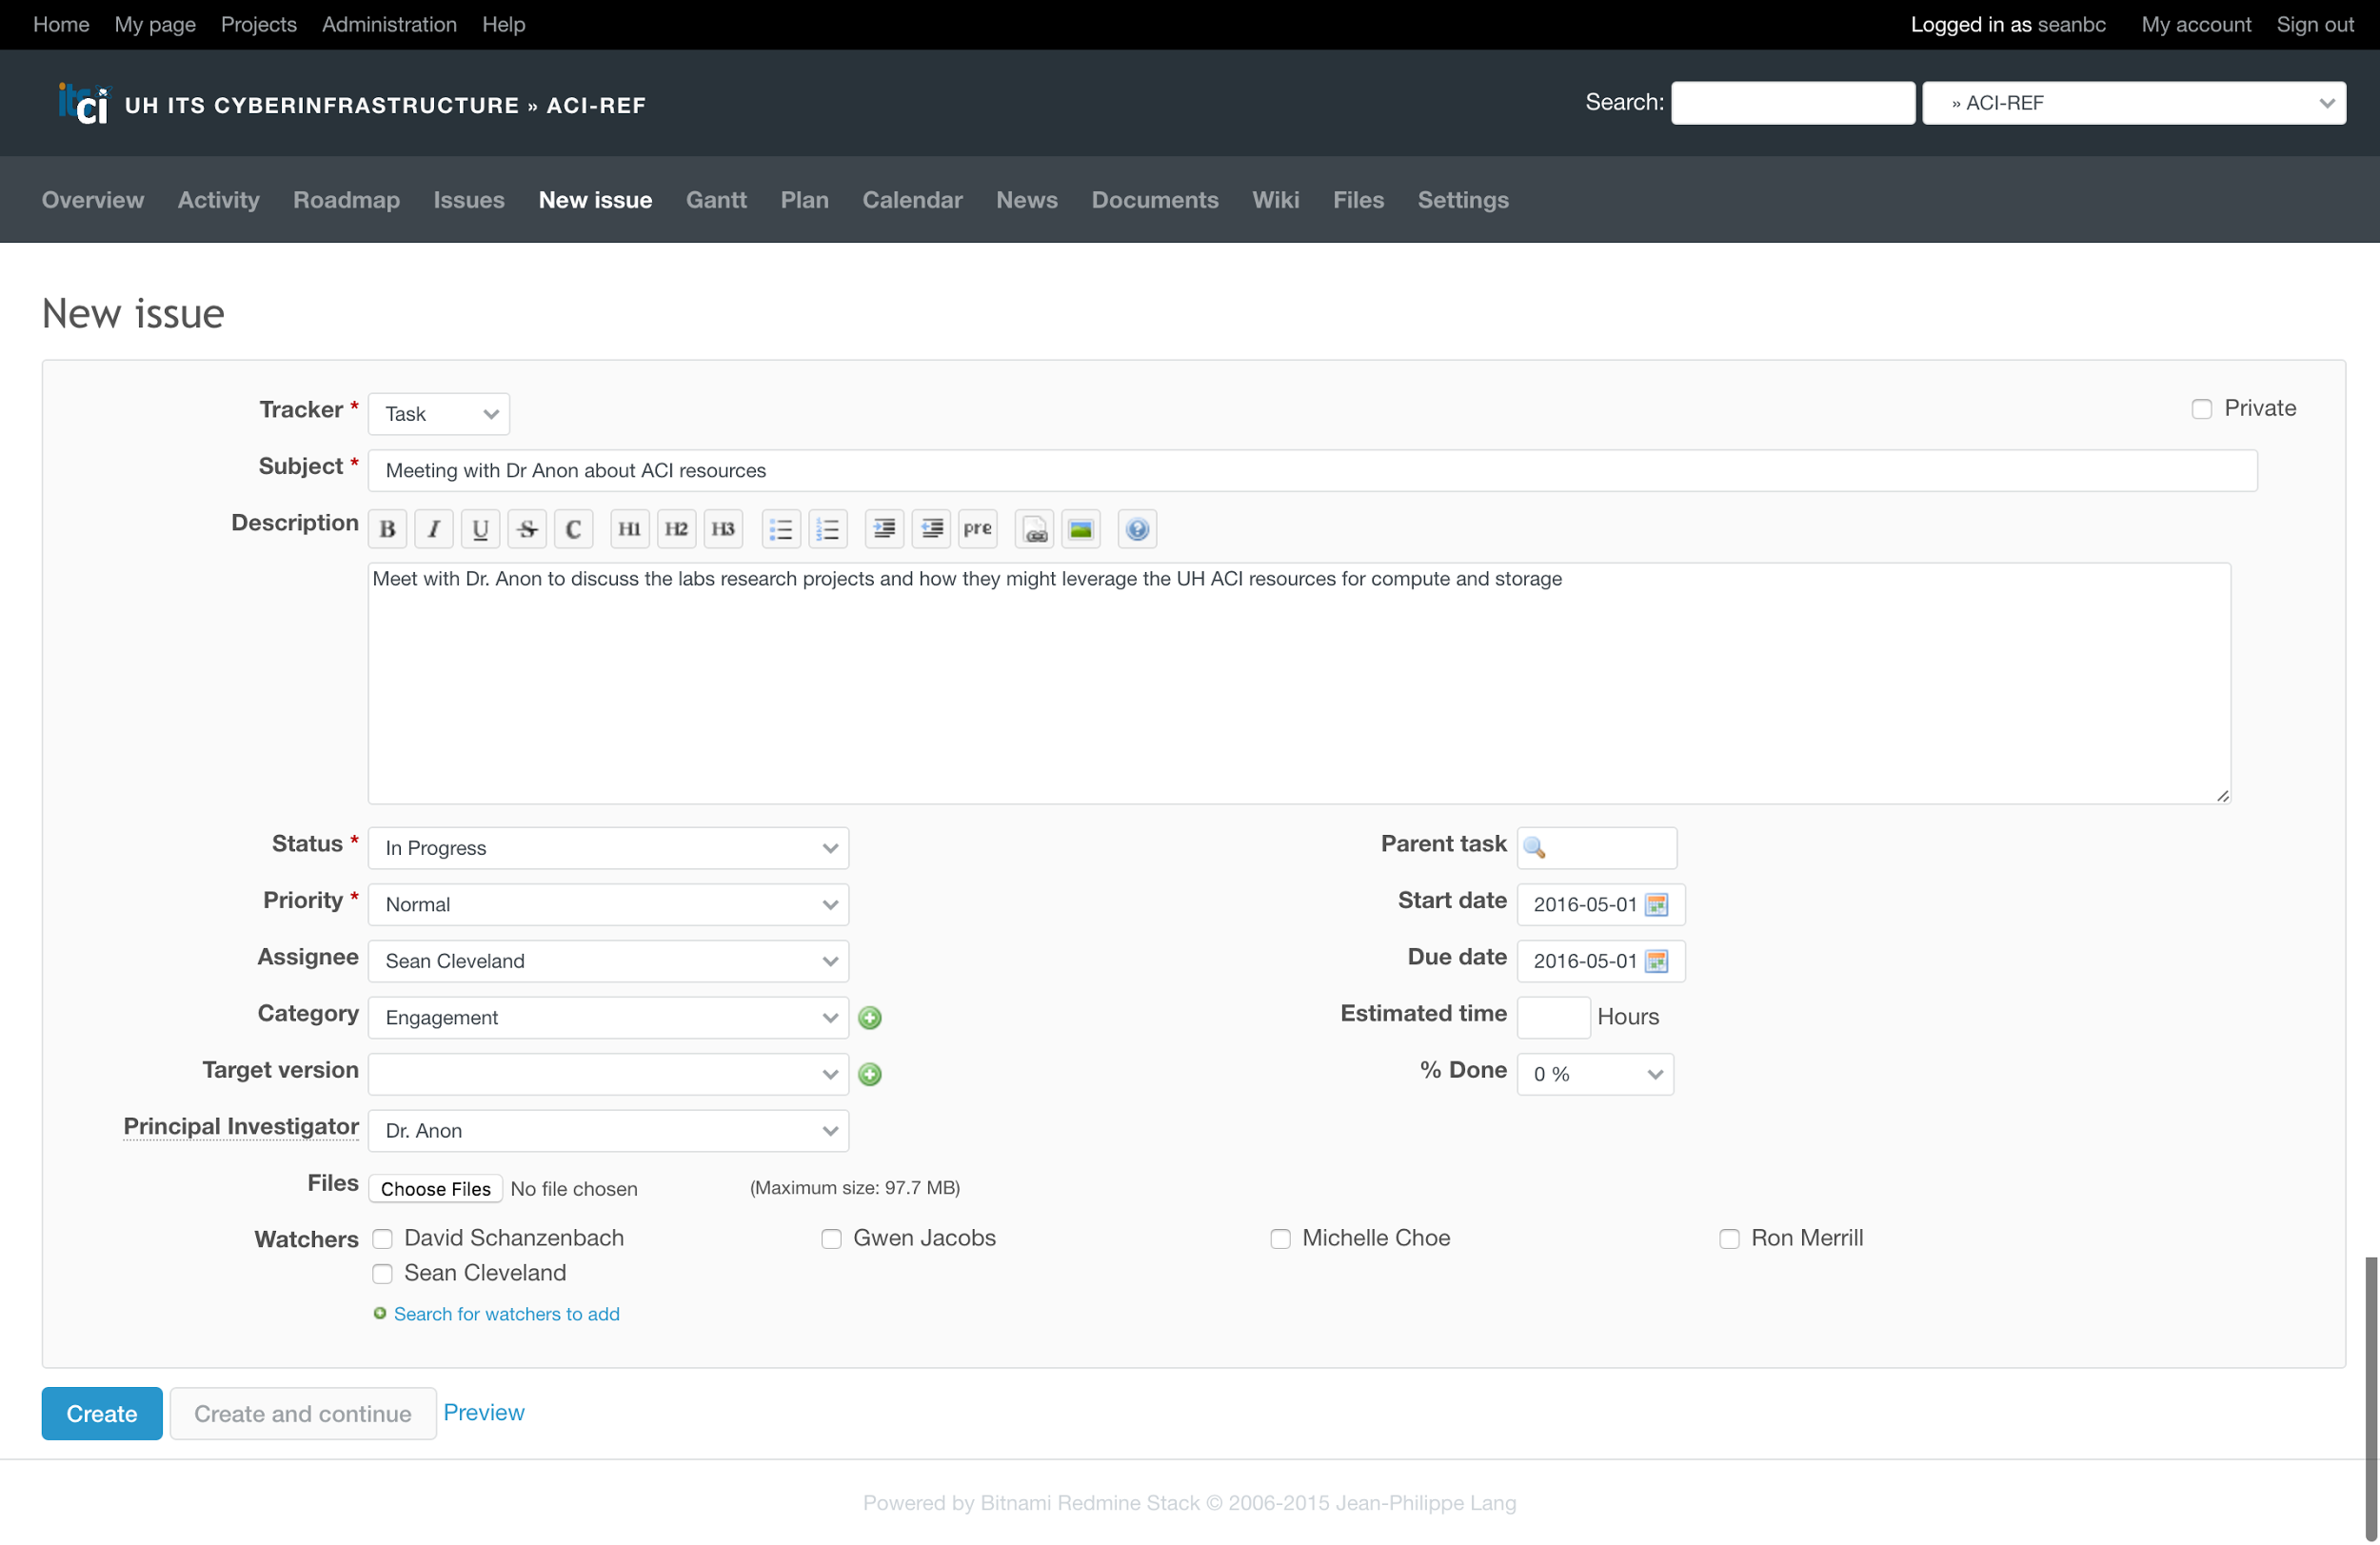 Home My page Projects Administration Help Logged in as seanbc My account Sign out
itsci UH ITS CYBERINFRASTRUCTURE » ACI-REF Search: » ACI-REF
Overview Activity Roadmap Issues New issue Gantt Plan Calendar News Documents Wiki Files Settings
New issue
Tracker * Task Private
Subject * Meeting with Dr Anon about ACI resources
Description B I U S C H1 H2 H3 pre
Meet with Dr. Anon to discuss the labs research projects and how they might leverage the UH ACI resources for compute and storage
Status * In Progress Parent task
Priority * Normal Start date 2016-05-01
Assignee Sean Cleveland Due date 2016-05-01
Category Engagement Estimated time Hours
Target version % Done 0 %
Principal Investigator Dr. Anon
Files Choose Files No file chosen (Maximum size: 97.7 MB)
Watchers David Schanzenbach Gwen Jacobs Michelle Choe Ron Merrill
Sean Cleveland
Search for watchers to add
Create Create and continue Preview
Powered by Bitnami Redmine Stack © 2006-2015 Jean-Philippe Lang